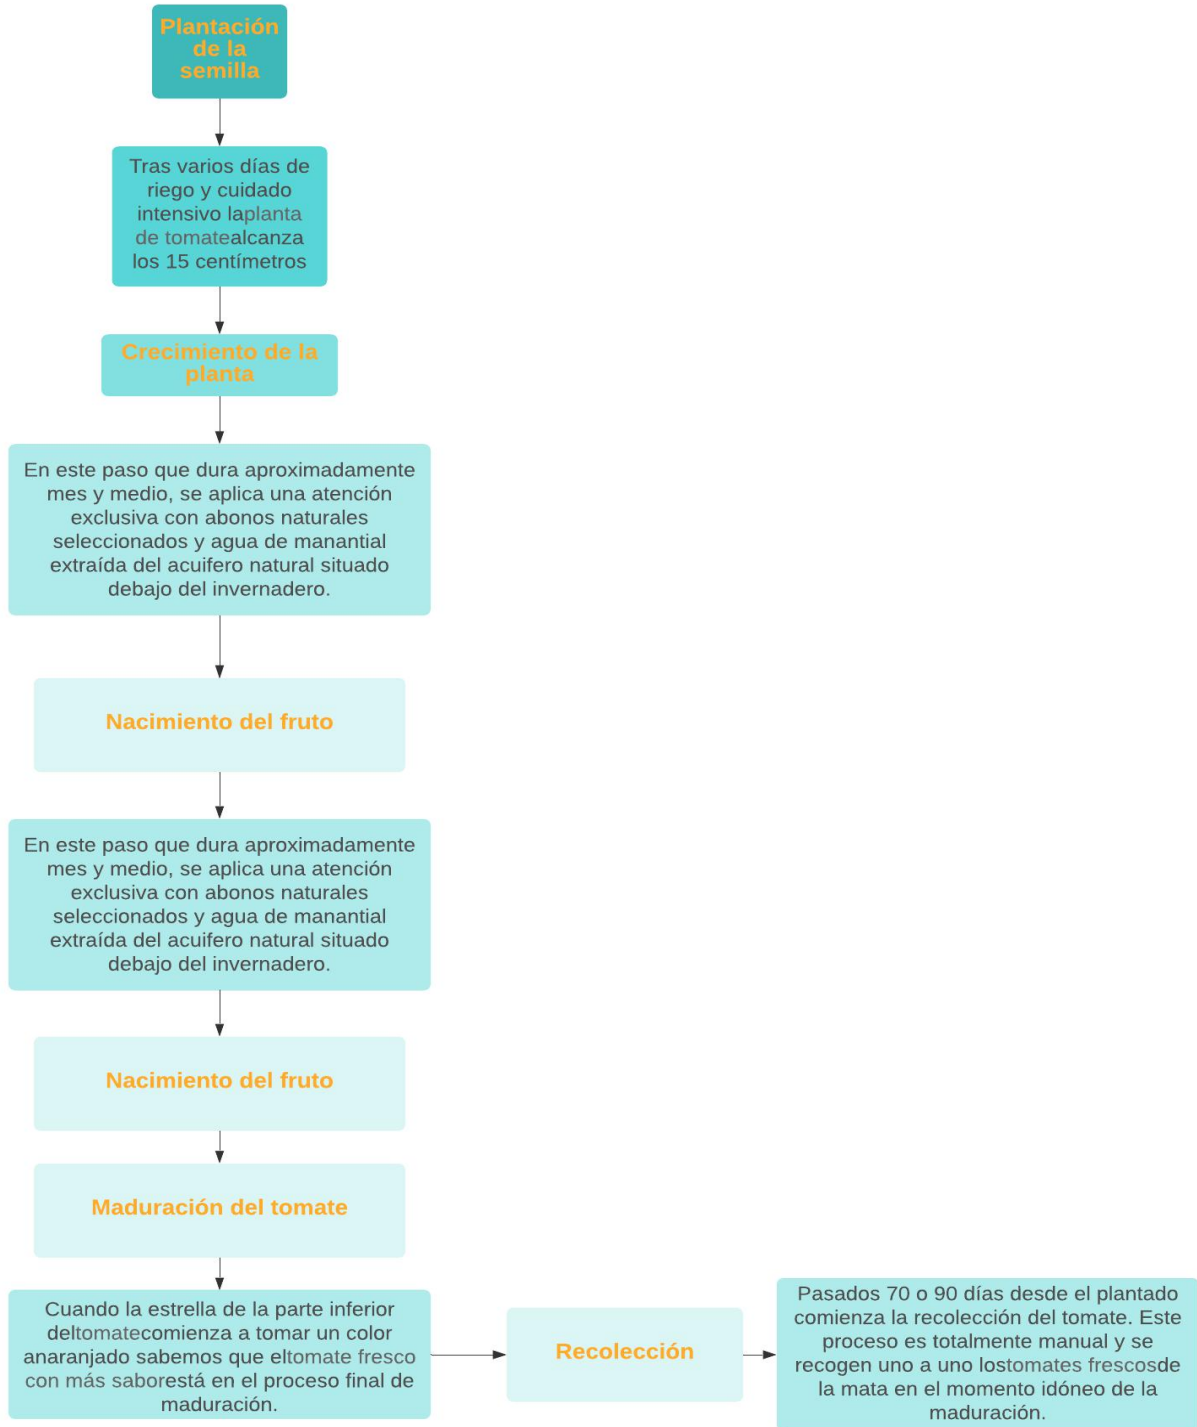 Plantación
de la
semilla
Tras varios días de
riego y cuidado
intensivo laplanta
de tomatealcanza
los 15 centímetros
Crecimiento de la
planta
En este paso que dura aproximadamente
mes y medio, se aplica una atención
exclusiva con abonos naturales
seleccionados y agua de manantial
extraída del acuifero natural situado
debajo del invernadero.
Nacimiento del fruto
En este paso que dura aproximadamente
mes y medio, se aplica una atención
exclusiva con abonos naturales
seleccionados y agua de manantial
extraída del acuifero natural situado
debajo del invernadero.
Nacimiento del fruto
Maduración del tomate
Cuando la estrella de la parte inferior
deltomatecomienza a tomar un color
anaranjado sabemos que eltomate fresco
con más saborestá en el proceso final de
maduración.
Recolección
Pasados 70 o 90 días desde el plantado
comienza la recolección del tomate. Este
proceso es totalmente manual y se
recogen uno a uno lostomates frescosde
la mata en el momento idóneo de la
maduración.